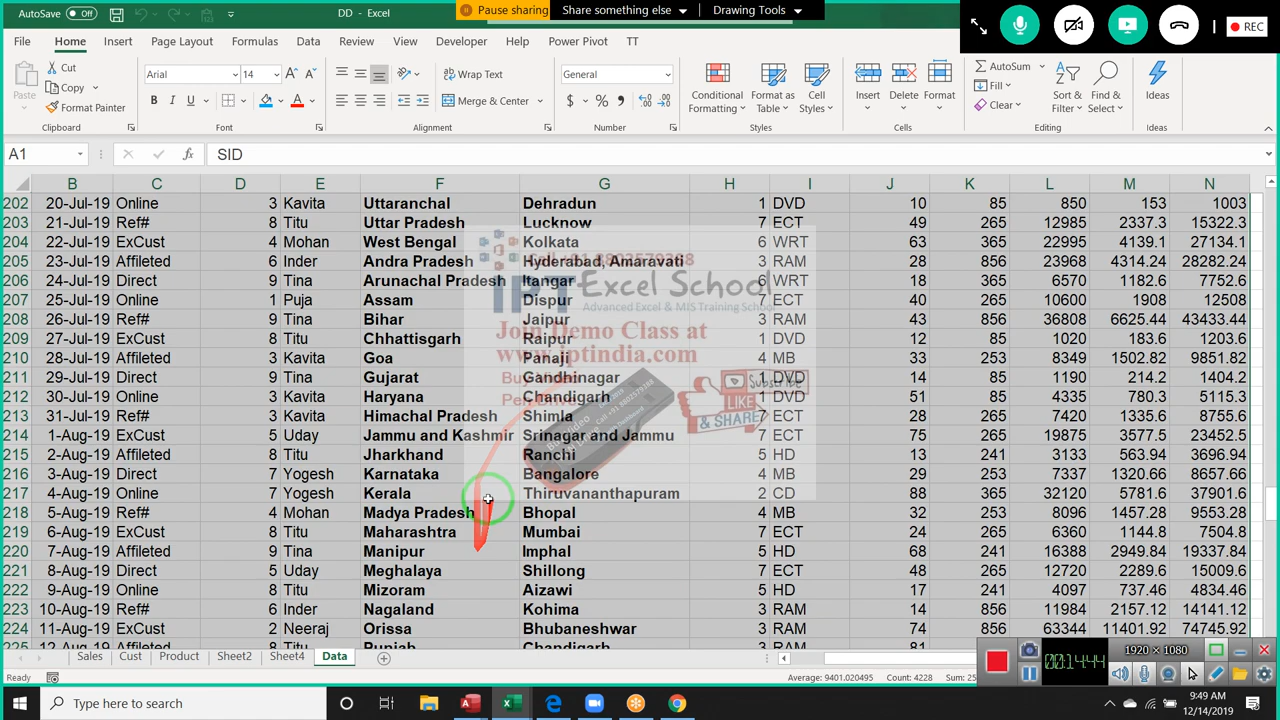 AutoSave Off DD - Excel Pause sharing Share something else Drawing Tools REC
File Home Insert Page Layout Formulas Data Review View Developer Help Power Pivot TT
Paste Cut Copy Format Painter Clipboard
Arial 14 Font
Wrap Text Merge & Center Alignment
General Number
Conditional Formatting Format as Table Cell Styles Styles
Insert Delete Format Cells
AutoSum Fill Clear Sort & Filter Find & Select Editing
Ideas Ideas
A1 fx SID
B C D E F G H I J K L M N
202 20-Jul-19 Online 3 Kavita Uttaranchal Dehradun 1 DVD 10 85 850 153 1003
203 21-Jul-19 Ref# 8 Titu Uttar Pradesh Lucknow 7 ECT 49 265 12985 2337.3 15322.3
204 22-Jul-19 ExCust 4 Mohan West Bengal Kolkata 6 WRT 63 365 22995 4139.1 27134.1
205 23-Jul-19 Affileted 6 Inder Andra Pradesh Hyderabad, Amaravati 3 RAM 28 856 23968 4314.24 28282.24
206 24-Jul-19 Direct 9 Tina Arunachal Pradesh Itangar 6 WRT 18 365 6570 1182.6 7752.6
207 25-Jul-19 Online 1 Puja Assam Dispur 7 ECT 40 265 10600 1908 12508
208 26-Jul-19 Ref# 9 Tina Bihar Jaipur 3 RAM 43 856 36808 6625.44 43433.44
209 27-Jul-19 ExCust 8 Titu Chhattisgarh Raipur 1 DVD 12 85 1020 183.6 1203.6
210 28-Jul-19 Affileted 3 Kavita Goa Panaji 4 MB 33 253 8349 1502.82 9851.82
211 29-Jul-19 Direct 9 Tina Gujarat Gandhinagar 1 DVD 14 85 1190 214.2 1404.2
212 30-Jul-19 Online 3 Kavita Haryana Chandigarh 1 DVD 51 85 4335 780.3 5115.3
213 31-Jul-19 Ref# 3 Kavita Himachal Pradesh Shimla 7 ECT 28 265 7420 1335.6 8755.6
214 1-Aug-19 ExCust 5 Uday Jammu and Kashmir Srinagar and Jammu 7 ECT 75 265 19875 3577.5 23452.5
215 2-Aug-19 Affileted 8 Titu Jharkhand Ranchi 5 HD 13 241 3133 563.94 3696.94
216 3-Aug-19 Direct 7 Yogesh Karnataka Bangalore 4 MB 29 253 7337 1320.66 8657.66
217 4-Aug-19 Online 7 Yogesh Kerala Thiruvananthapuram 2 CD 88 365 32120 5781.6 37901.6
218 5-Aug-19 Ref# 4 Mohan Madya Pradesh Bhopal 4 MB 32 253 8096 1457.28 9553.28
219 6-Aug-19 ExCust 8 Titu Maharashtra Mumbai 7 ECT 24 265 6360 1144.8 7504.8
220 7-Aug-19 Affileted 9 Tina Manipur Imphal 5 HD 68 241 16388 2949.84 19337.84
221 8-Aug-19 Direct 5 Uday Meghalaya Shillong 7 ECT 48 265 12720 2289.6 15009.6
222 9-Aug-19 Online 8 Titu Mizoram Aizawi 5 HD 17 241 4097 737.46 4834.46
223 10-Aug-19 Ref# 6 Inder Nagaland Kohima 3 RAM 14 856 11984 2157.12 14141.12
224 11-Aug-19 ExCust 2 Neeraj Orissa Bhubaneshwar 3 RAM 74 856 63344 11401.92 74745.92
225 12-Aug-19 Affileted 8 Titu Punjab Chandigarh 3 RAM 81
IPT Excel School
Advanced Excel & MIS Training School
Join Demo Class at
www.iptindia.com
SUBSCRIBE
LIKE
& SHARE
Sales Cust Product Sheet2 Sheet4 Data
1920 × 1080
00:14:44
Ready Average: 9401.020495 Count: 4228
Type here to search
9:49 AM
12/14/2019